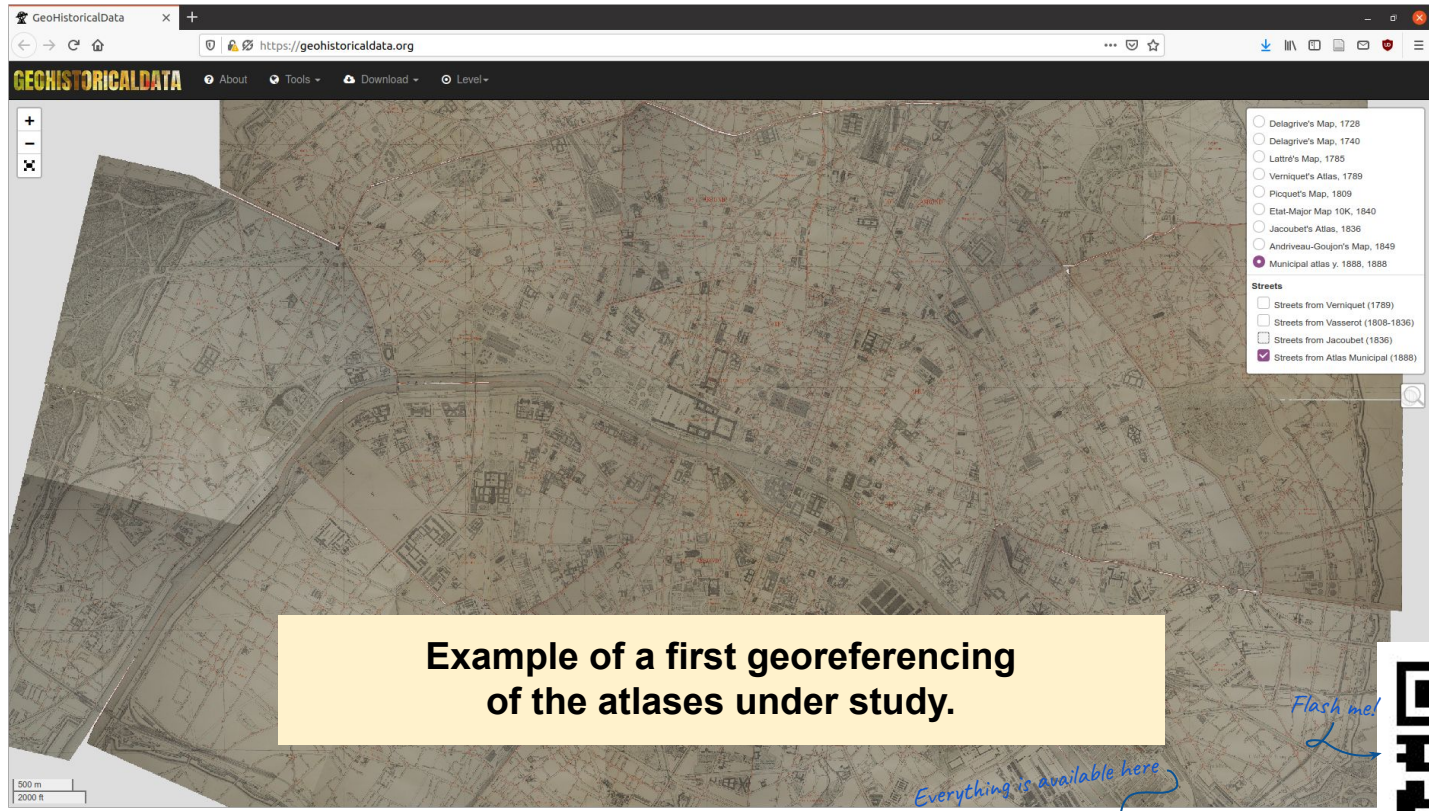 GeoHistoricalData
https://geohistoricaldata.org
GEOHISTORICALDATA About Tools Download Level
+
−
Delagrive's Map, 1728
Delagrive's Map, 1740
Lattré's Map, 1785
Verniquet's Atlas, 1789
Picquet's Map, 1809
Etat-Major Map 10K, 1840
Jacoubet's Atlas, 1836
Andriveau-Goujon's Map, 1849
Municipal atlas y. 1888, 1888
Streets
Streets from Verniquet (1789)
Streets from Vasserot (1808-1836)
Streets from Jacoubet (1836)
Streets from Atlas Municipal (1888)
Example of a first georeferencing
of the atlases under study.
Flash me!
Everything is available here
500 m
2000 ft